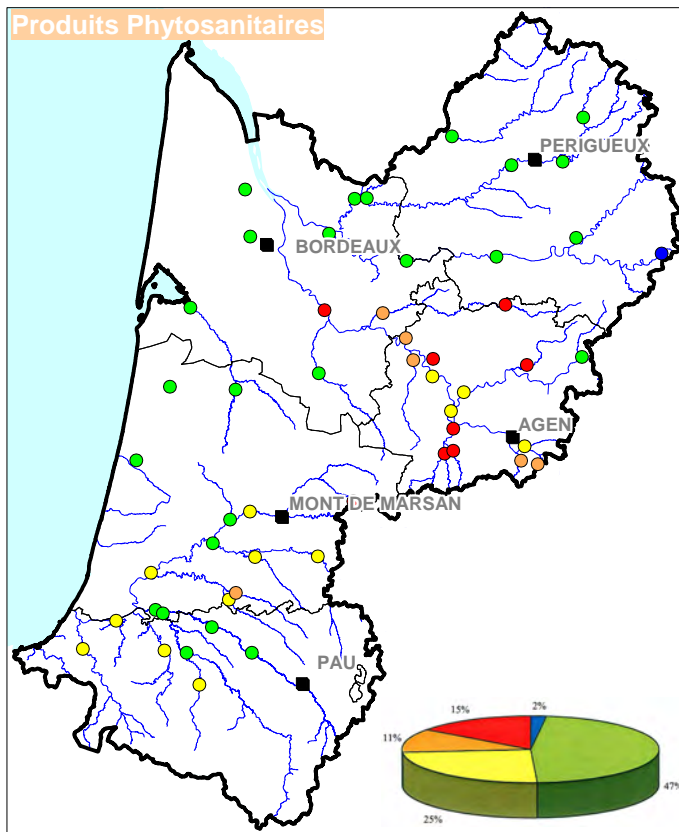 Produits Phytosanitaires
PERIGUEUX
BORDEAUX
AGEN
MONT DE MARSAN
PAU
15%
2%
11%
47%
25%